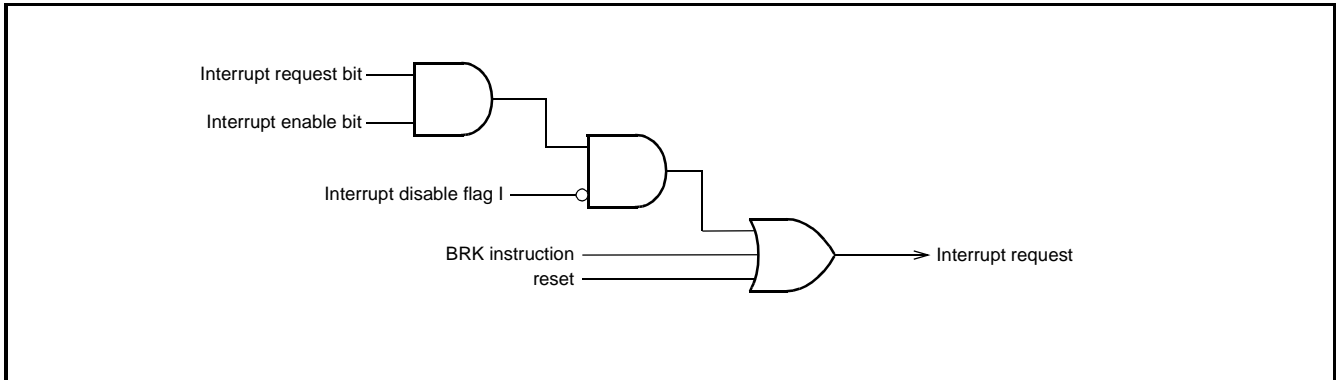 Interrupt request bit
Interrupt enable bit
Interrupt disable flag I
BRK instruction
reset
Interrupt request